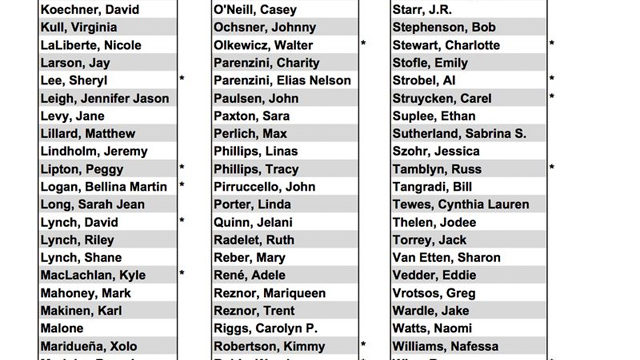 Koechner, David
Kull, Virginia
LaLiberte, Nicole
Larson, Jay
Lee, Sheryl *
Leigh, Jennifer Jason
Levy, Jane
Lillard, Matthew
Lindholm, Jeremy
Lipton, Peggy *
Logan, Bellina Martin *
Long, Sarah Jean
Lynch, David *
Lynch, Riley
Lynch, Shane
MacLachlan, Kyle *
Mahoney, Mark
Makinen, Karl
Malone
Maridueña, Xolo
O'Neill, Casey
Ochsner, Johnny
Olkewicz, Walter *
Parenzini, Charity
Parenzini, Elias Nelson
Paulsen, John
Paxton, Sara
Perlich, Max
Phillips, Linas
Phillips, Tracy
Pirruccello, John
Porter, Linda
Quinn, Jelani
Radelet, Ruth
Reber, Mary
René, Adele
Reznor, Mariqueen
Reznor, Trent
Riggs, Carolyn P.
Robertson, Kimmy *
Starr, J.R.
Stephenson, Bob
Stewart, Charlotte *
Stofle, Emily
Strobel, Al *
Struycken, Carel *
Suplee, Ethan
Sutherland, Sabrina S.
Szohr, Jessica
Tamblyn, Russ *
Tangradi, Bill
Tewes, Cynthia Lauren
Thelen, Jodee
Torrey, Jack
Van Etten, Sharon
Vedder, Eddie
Vrotsos, Greg
Wardle, Jake
Watts, Naomi
Williams, Nafessa